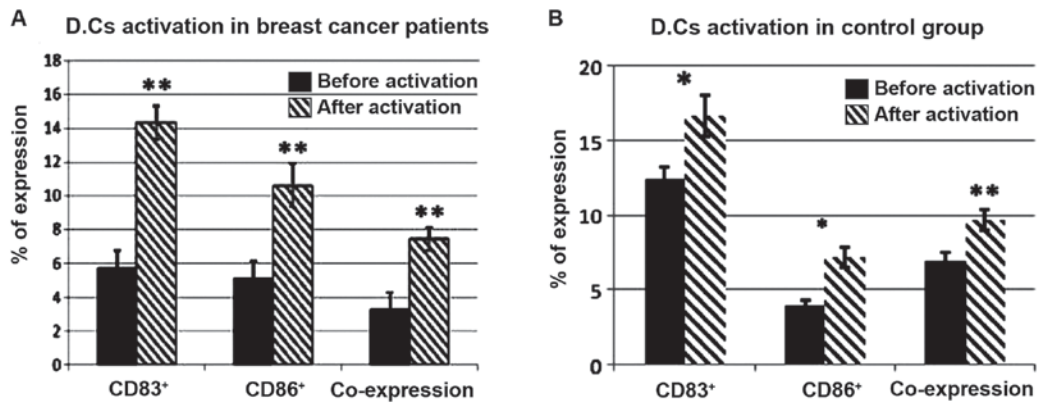 A
D.Cs activation in breast cancer patients
18
16
14
12
10
8
6
4
2
0
% of expression
Before activation
After activation
**
**
**
CD83+
CD86+
Co-expression
B
D.Cs activation in control group
20
15
10
5
0
% of expression
Before activation
After activation
*
*
**
CD83+
CD86+
Co-expression